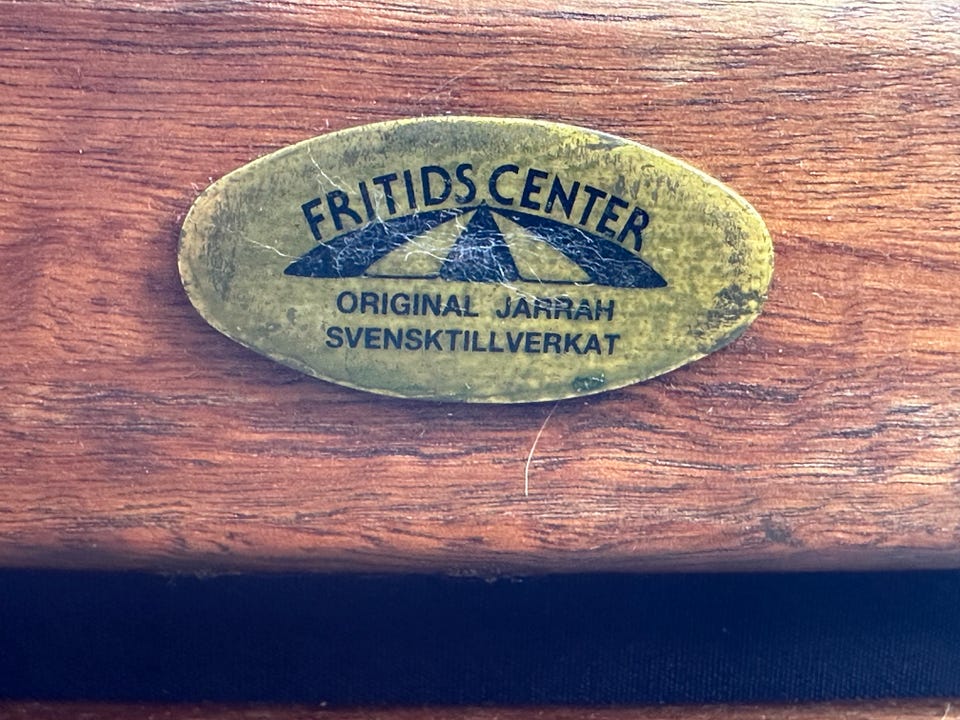 FRITIDS CENTER
ORIGINAL JARRAH
SVENSKTILLVERKAT